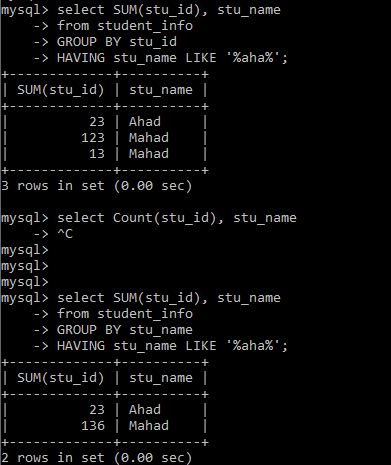 mysql> select SUM(stu_id), stu_name
    -> from student_info
    -> GROUP BY stu_id
    -> HAVING stu_name LIKE '%aha%';
+-------------+----------+
| SUM(stu_id) | stu_name |
+-------------+----------+
|          23 | Ahad     |
|         123 | Mahad    |
|          13 | Mahad    |
+-------------+----------+
3 rows in set (0.00 sec)

mysql> select Count(stu_id), stu_name
    -> ^C
mysql>
mysql>
mysql>
mysql> select SUM(stu_id), stu_name
    -> from student_info
    -> GROUP BY stu_name
    -> HAVING stu_name LIKE '%aha%';
+-------------+----------+
| SUM(stu_id) | stu_name |
+-------------+----------+
|          23 | Ahad     |
|         136 | Mahad    |
+-------------+----------+
2 rows in set (0.00 sec)